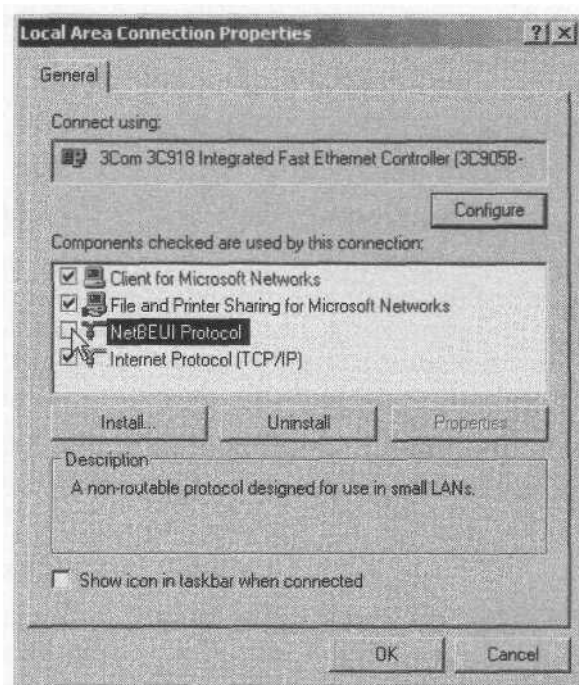 Local Area Connection Properties
General
Connect using:
3Com 3C918 Integrated Fast Ethernet Controller (3C905B-
Configure
Components checked are used by this connection:
Client for Microsoft Networks
File and Printer Sharing for Microsoft Networks
NetBEUI Protocol
Internet Protocol (TCP/IP)
Install... Uninstall Properties
Description
A non-routable protocol designed for use in small LANs.
Show icon in taskbar when connected
OK Cancel